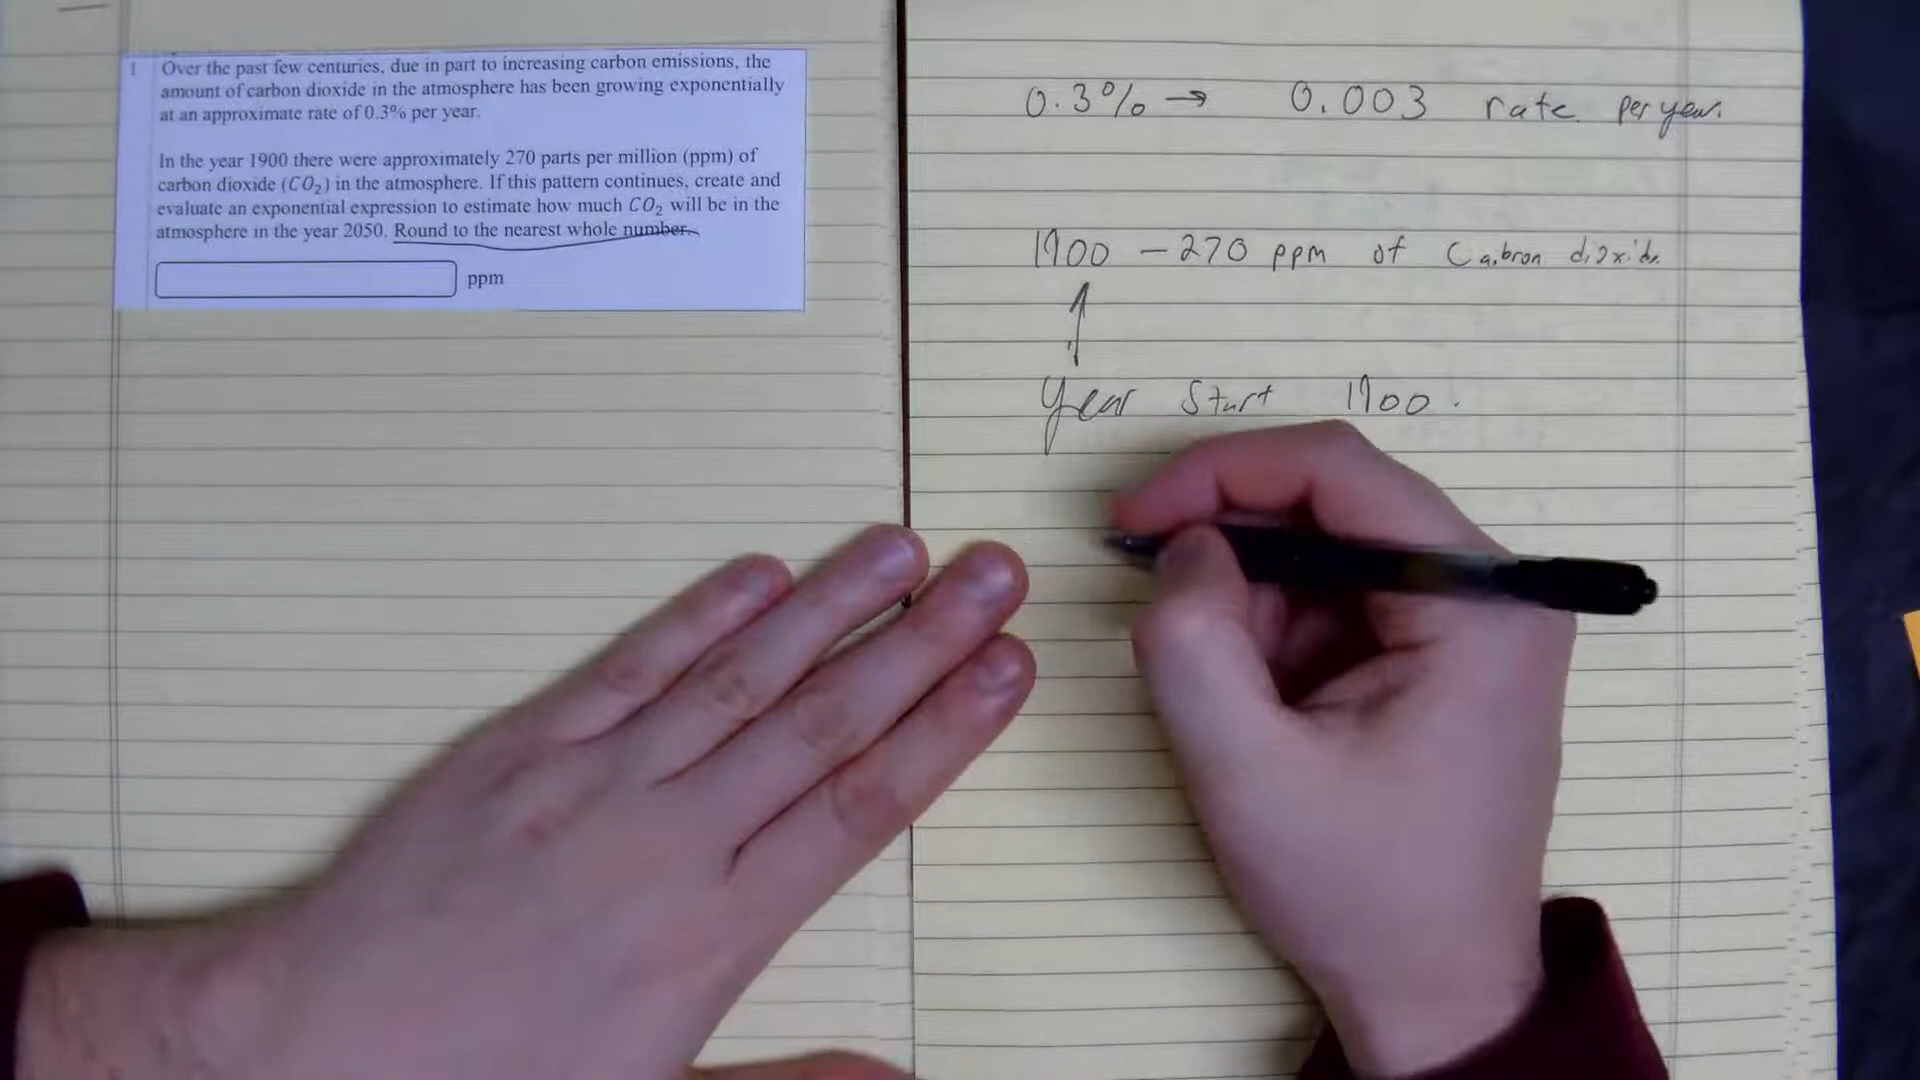 1 Over the past few centuries, due in part to increasing carbon emissions, the
amount of carbon dioxide in the atmosphere has been growing exponentially
at an approximate rate of 0.3% per year.
In the year 1900 there were approximately 270 parts per million (ppm) of
carbon dioxide (CO₂) in the atmosphere. If this pattern continues, create and
evaluate an exponential expression to estimate how much CO₂ will be in the
atmosphere in the year 2050. Round to the nearest whole number.
ppm
0.3% → 0.003 rate per year.
1900 - 270 ppm of Cabron dioxide
year Start 1900.